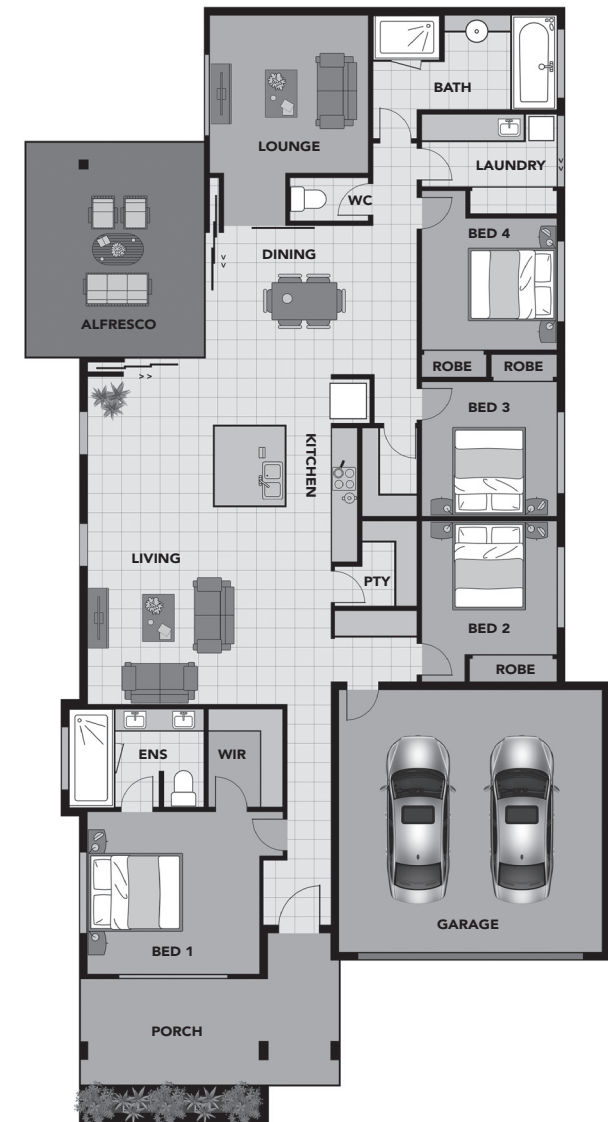 BATH
LOUNGE
LAUNDRY
WC
BED 4
DINING
ALFRESCO
ROBE
ROBE
BED 3
KITCHEN
LIVING
PTY
BED 2
ROBE
ENS
WIR
GARAGE
BED 1
PORCH